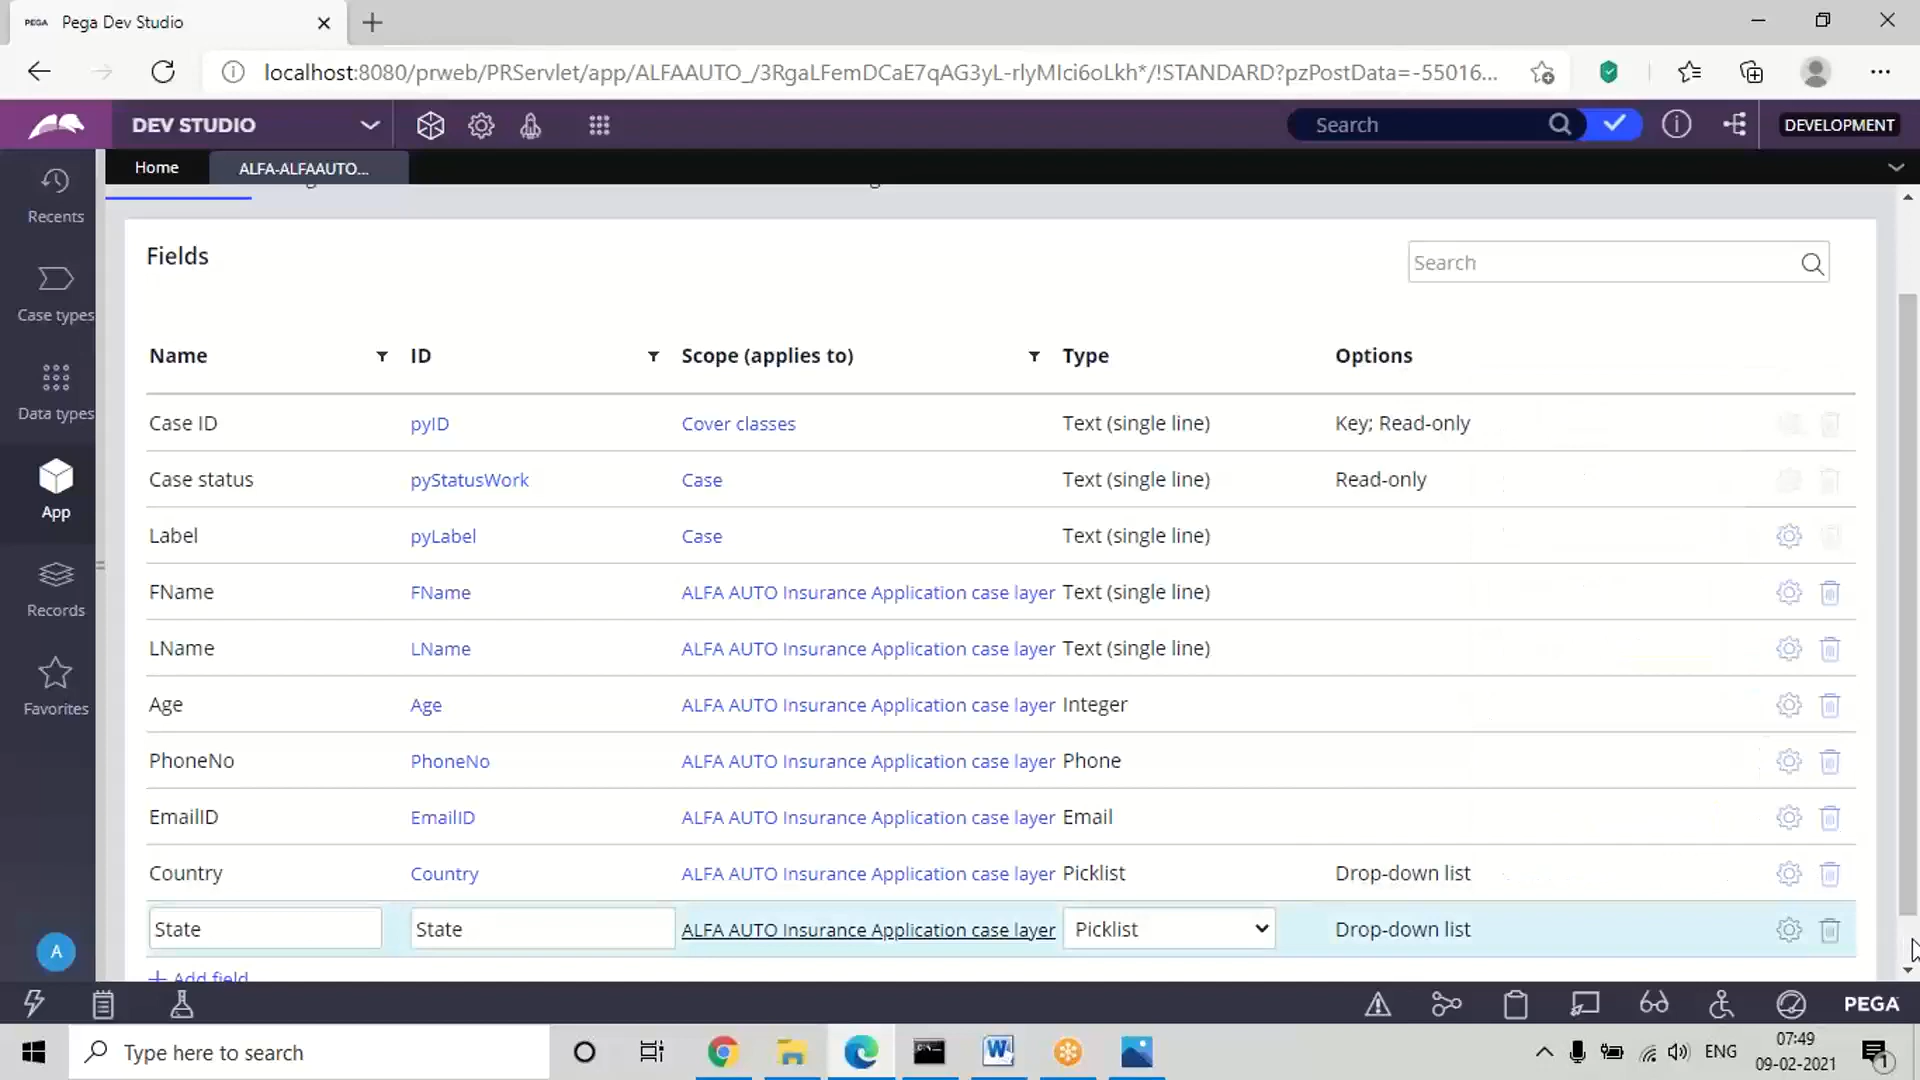 PEGA Pega Dev Studio
localhost:8080/prweb/PRServlet/app/ALFAAUTO_/3RgaLFemDCaE7qAG3yL-rlyMIci6oLkh*/!STANDARD?pzPostData=-55016...
DEV STUDIO Search DEVELOPMENT
Home ALFA-ALFAAUTO...
Recents
Case types
Data types
App
Records
Favorites
A
Fields Search
Name ID Scope (applies to) Type Options
Case ID pyID Cover classes Text (single line) Key; Read-only
Case status pyStatusWork Case Text (single line) Read-only
Label pyLabel Case Text (single line)
FName FName ALFA AUTO Insurance Application case layer Text (single line)
LName LName ALFA AUTO Insurance Application case layer Text (single line)
Age Age ALFA AUTO Insurance Application case layer Integer
PhoneNo PhoneNo ALFA AUTO Insurance Application case layer Phone
EmailID EmailID ALFA AUTO Insurance Application case layer Email
Country Country ALFA AUTO Insurance Application case layer Picklist Drop-down list
State State ALFA AUTO Insurance Application case layer Picklist Drop-down list
+ Add field
PEGA
Type here to search
W
ENG
07:49
09-02-2021
1